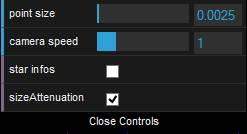 point size 0.0025
camera speed 1
star infos
sizeAttenuation
Close Controls